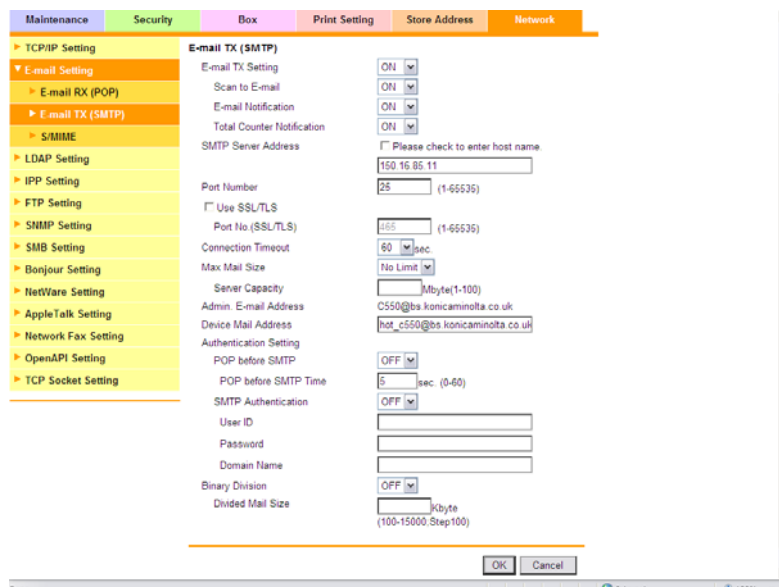 Maintenance Security Box Print Setting Store Address Network
TCP/IP Setting
E-mail Setting
E-mail RX (POP)
E-mail TX (SMTP)
S/MIME
LDAP Setting
IPP Setting
FTP Setting
SNMP Setting
SMB Setting
Bonjour Setting
NetWare Setting
AppleTalk Setting
Network Fax Setting
OpenAPI Setting
TCP Socket Setting
E-mail TX (SMTP)
E-mail TX Setting ON
Scan to E-mail ON
E-mail Notification ON
Total Counter Notification ON
SMTP Server Address Please check to enter host name.
150.16.85.11
Port Number 25 (1-65535)
Use SSL/TLS
Port No.(SSL/TLS) 465 (1-65535)
Connection Timeout 60 sec.
Max Mail Size No Limit
Server Capacity Mbyte(1-100)
Admin. E-mail Address C550@bs.konicaminolta.co.uk
Device Mail Address hot_c550@bs.konicaminolta.co.uk
Authentication Setting
POP before SMTP OFF
POP before SMTP Time 5 sec. (0-60)
SMTP Authentication OFF
User ID
Password
Domain Name
Binary Division OFF
Divided Mail Size Kbyte
(100-15000;Step100)
OK Cancel